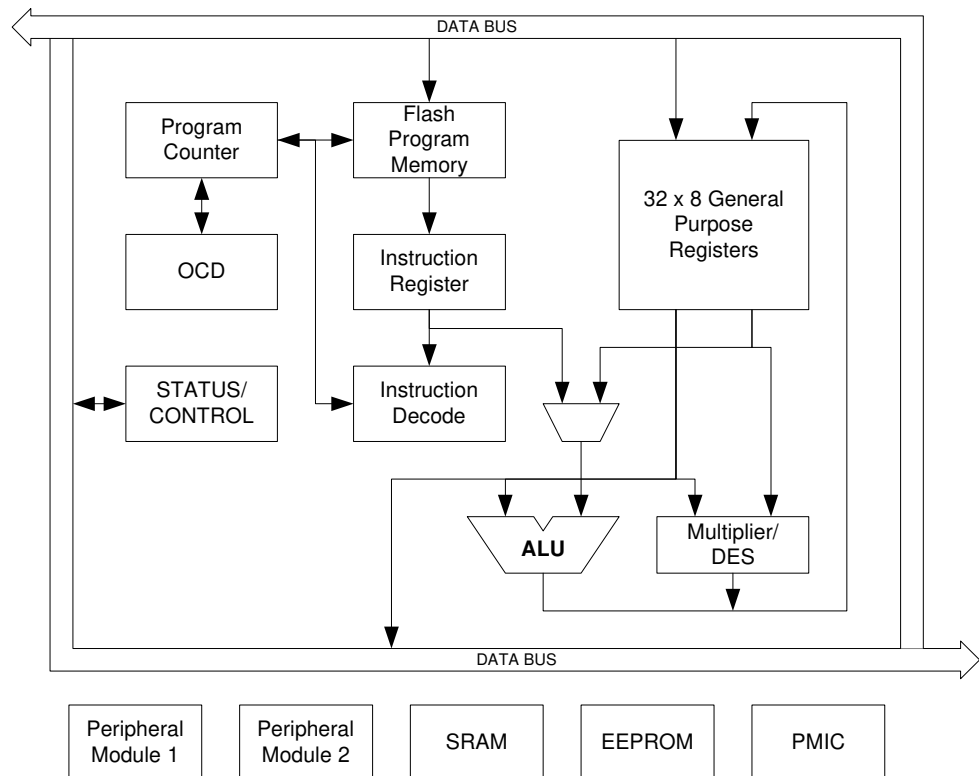 DATA BUS
Program
Counter
Flash
Program
Memory
32 x 8 General
Purpose
Registers
OCD
Instruction
Register
STATUS/
CONTROL
Instruction
Decode
ALU
Multiplier/
DES
DATA BUS
Peripheral
Module 1
Peripheral
Module 2
SRAM
EEPROM
PMIC